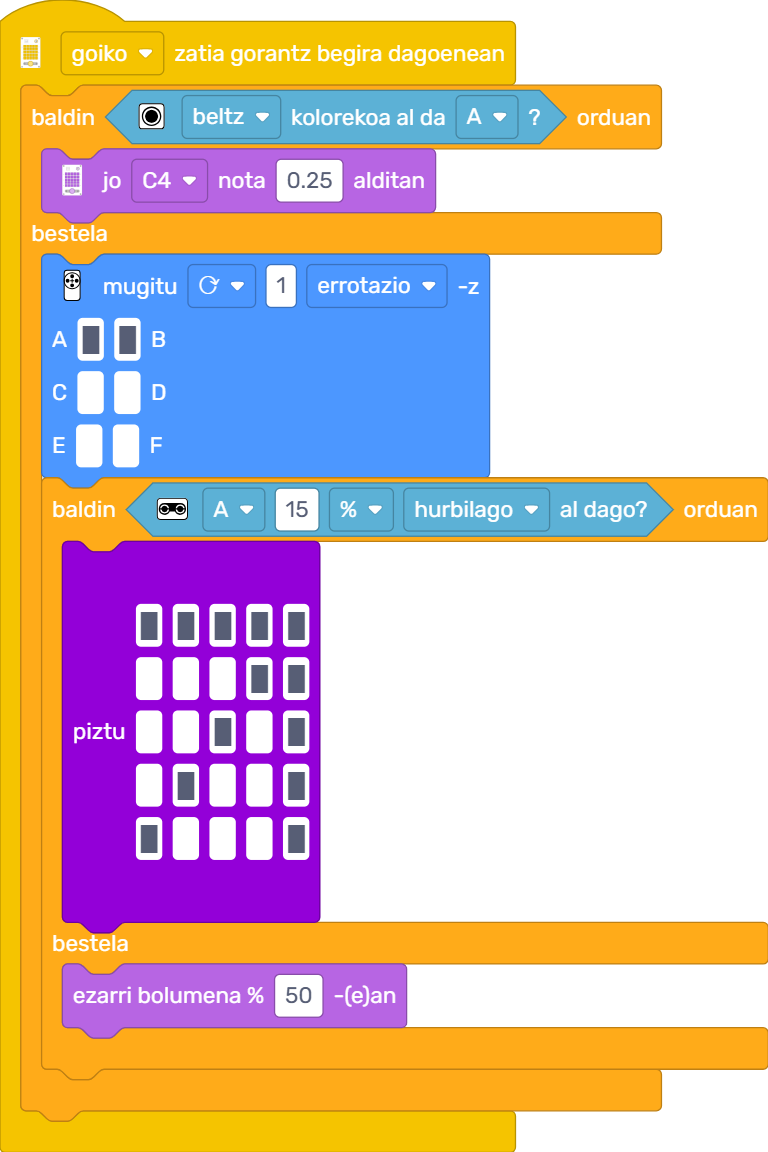 goiko zatia gorantz begira dagoenean
baldin beltz kolorekoa al da A ? orduan
jo C4 nota 0.25 alditan
bestela
mugitu 1 errotazio -z
A B
C D
E F
baldin A 15 % hurbilago al dago? orduan
piztu
bestela
ezarri bolumena % 50 -(e)an